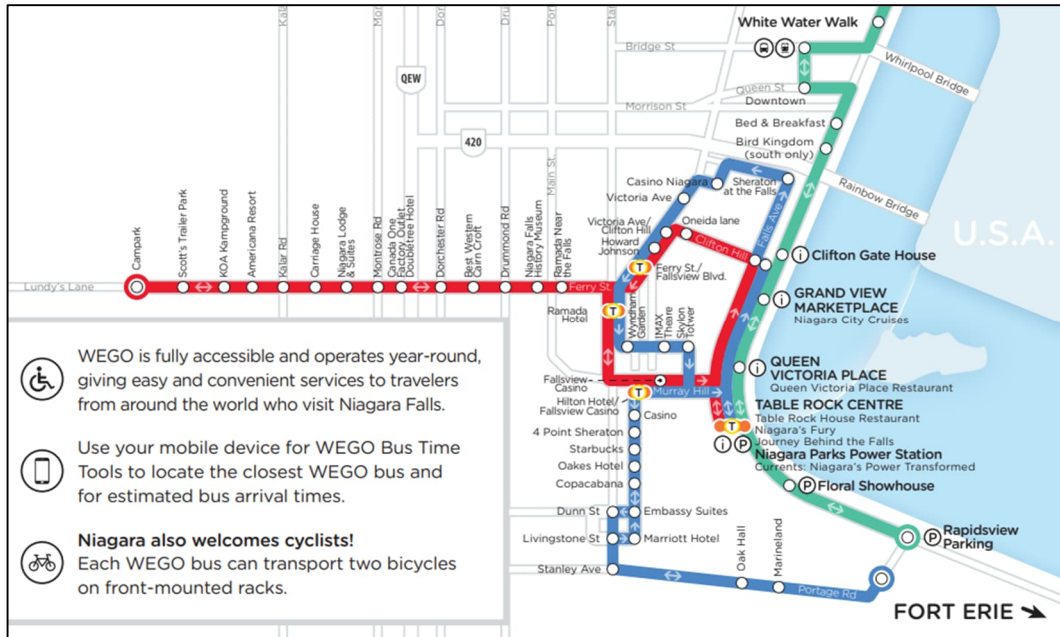 Kal
Mo
Dor
Dru
Por
Sta
White Water Walk
Bridge St
QEW
Whirlpool Bridge
Queen St
Downtown
Morrison St
Bed & Breakfast
420
Bird Kingdom
(south only)
Main St.
Casino Niagara
Sheraton
at the Falls
Rainbow Bridge
Victoria Ave
U.S.A.
Victoria Ave/
Clifton Hill
Oneida lane
Falls Ave
Howard
Johnson
Clifton Hill
Clifton Gate House
Campark
Scott's Trailer Park
KOA Kampground
Americana Resort
Kalar Rd
Carriage House
Niagara Lodge
& Suites
Montrose Rd
Canada One
Factory Outlet
Doubletree Hotel
Dorchester Rd
Best Western
Cairn Croft
Drummond Rd
Niagara Falls
History Museum
Ramada Near
the Falls
T
Ferry St./
Fallsview Blvd.
Lundy's Lane
Ferry St.
i
GRAND VIEW
MARKETPLACE
Niagara City Cruises
T
Ramada
Hotel
Wyndham
Garden
IMAX
Theare
Skylon
Totwer
i
QUEEN
VICTORIA PLACE
Queen Victoria Place Restaurant
Fallsview
Casino
T
Murray Hill
Hilton Hotel/
Fallsview Casino
TABLE ROCK CENTRE
Table Rock House Restaurant
Niagara's Fury
Journey Behind the Falls
T
i P
Niagara Parks Power Station
Currents: Niagara's Power Transformed
Casino
4 Point Sheraton
Starbucks
Oakes Hotel
Copacabana
P Floral Showhouse
Dunn St
Embassy Suites
Livingstone St
Marriott Hotel
P Rapidsview
Parking
Stanley Ave
Oak Hall
Marineland
Portage Rd
FORT ERIE
WEGO is fully accessible and operates year-round,
giving easy and convenient services to travelers
from around the world who visit Niagara Falls.
Use your mobile device for WEGO Bus Time
Tools to locate the closest WEGO bus and
for estimated bus arrival times.
Niagara also welcomes cyclists!
Each WEGO bus can transport two bicycles
on front-mounted racks.